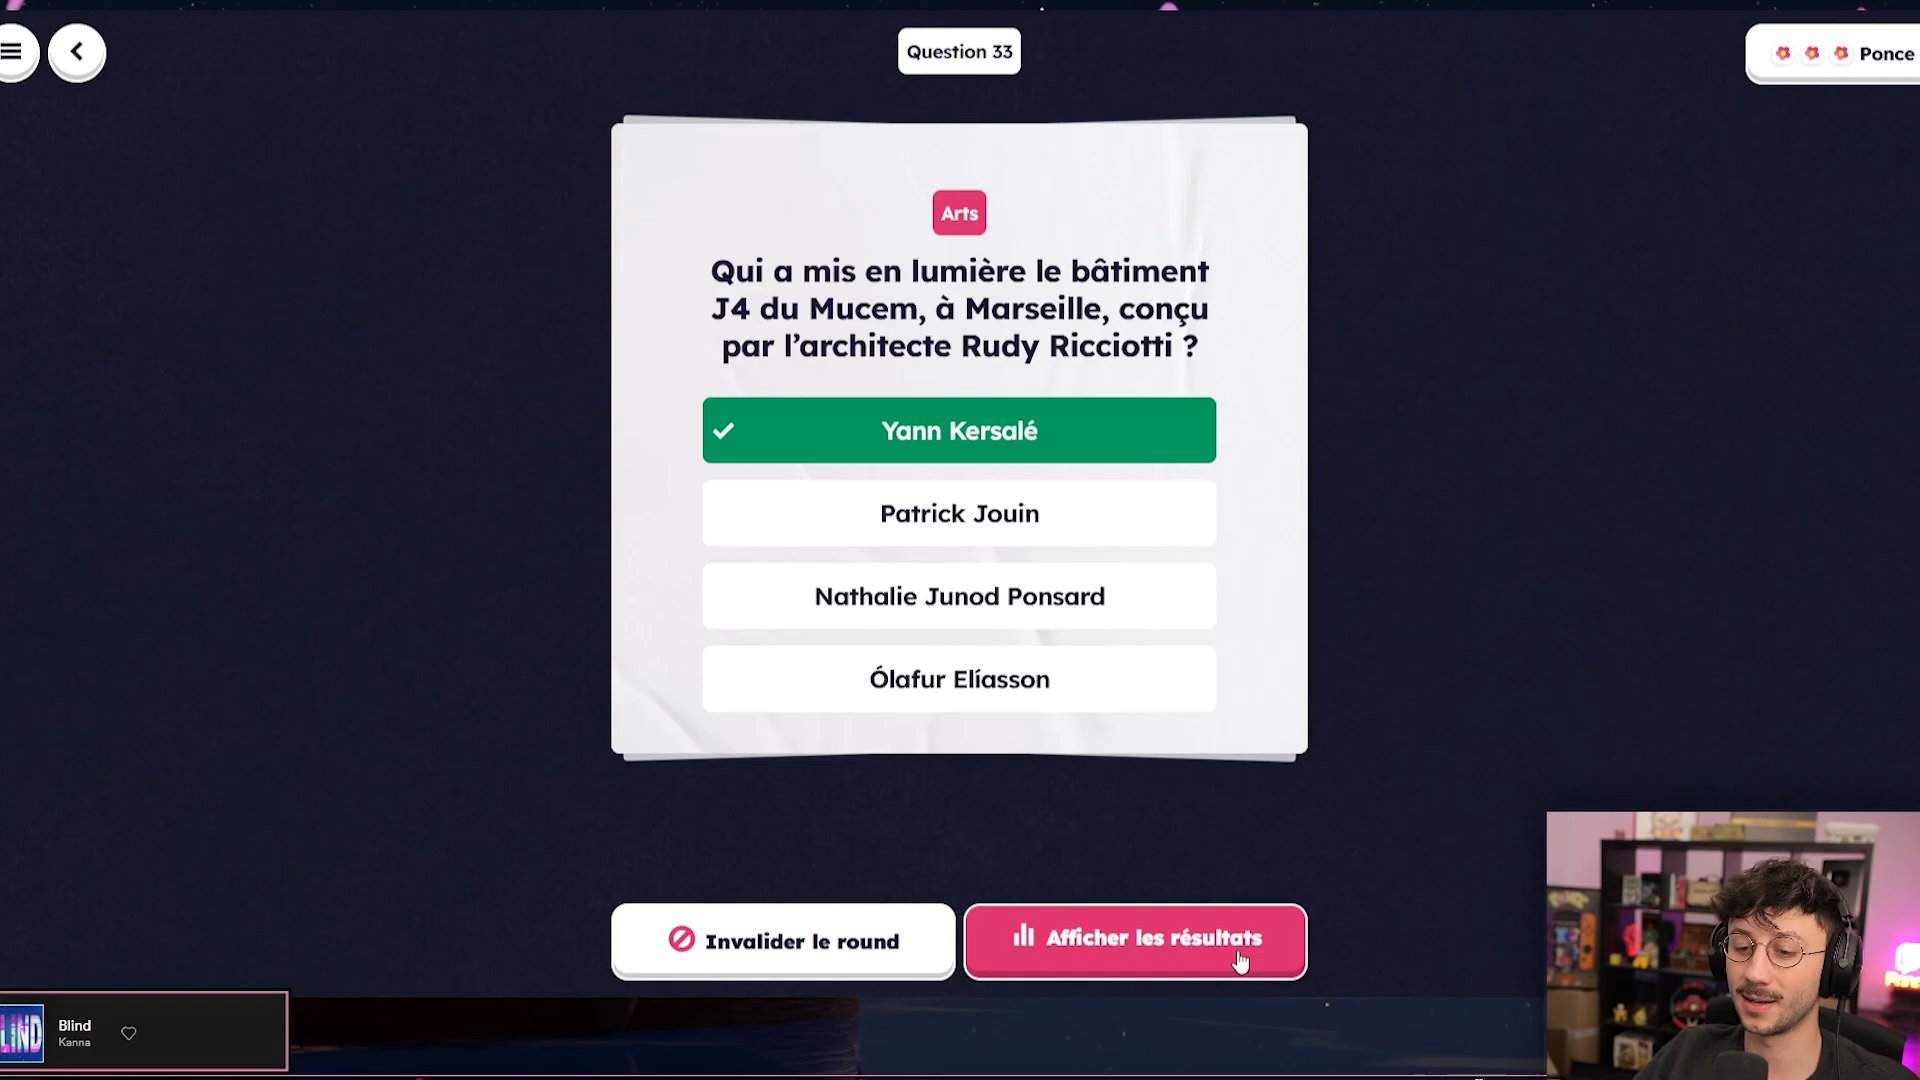 Question 33
Ponce
Arts
Qui a mis en lumière le bâtiment
J4 du Mucem, à Marseille, conçu
par l'architecte Rudy Ricciotti ?
Yann Kersalé
Patrick Jouin
Nathalie Junod Ponsard
Ólafur Elíasson
Invalider le round
Afficher les résultats
LIND
Blind
Kanna